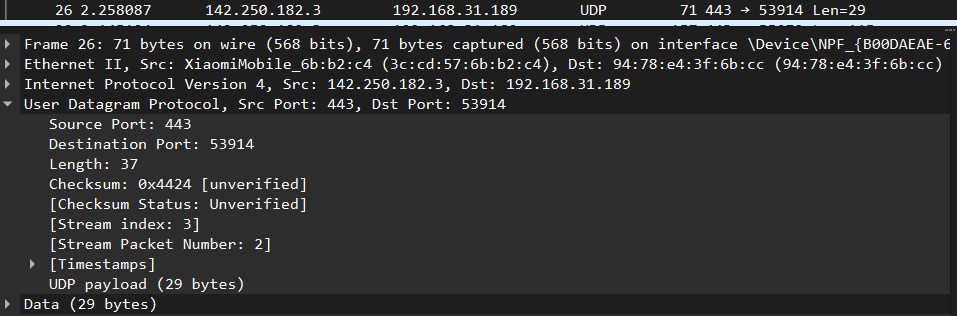 26 2.258087 142.250.182.3 192.168.31.189 UDP 71 443 → 53914 Len=29
Frame 26: 71 bytes on wire (568 bits), 71 bytes captured (568 bits) on interface \Device\NPF_{B00DAEAE-6
Ethernet II, Src: XiaomiMobile_6b:b2:c4 (3c:cd:57:6b:b2:c4), Dst: 94:78:e4:3f:6b:cc (94:78:e4:3f:6b:cc)
Internet Protocol Version 4, Src: 142.250.182.3, Dst: 192.168.31.189
User Datagram Protocol, Src Port: 443, Dst Port: 53914
Source Port: 443
Destination Port: 53914
Length: 37
Checksum: 0x4424 [unverified]
[Checksum Status: Unverified]
[Stream index: 3]
[Stream Packet Number: 2]
[Timestamps]
UDP payload (29 bytes)
Data (29 bytes)